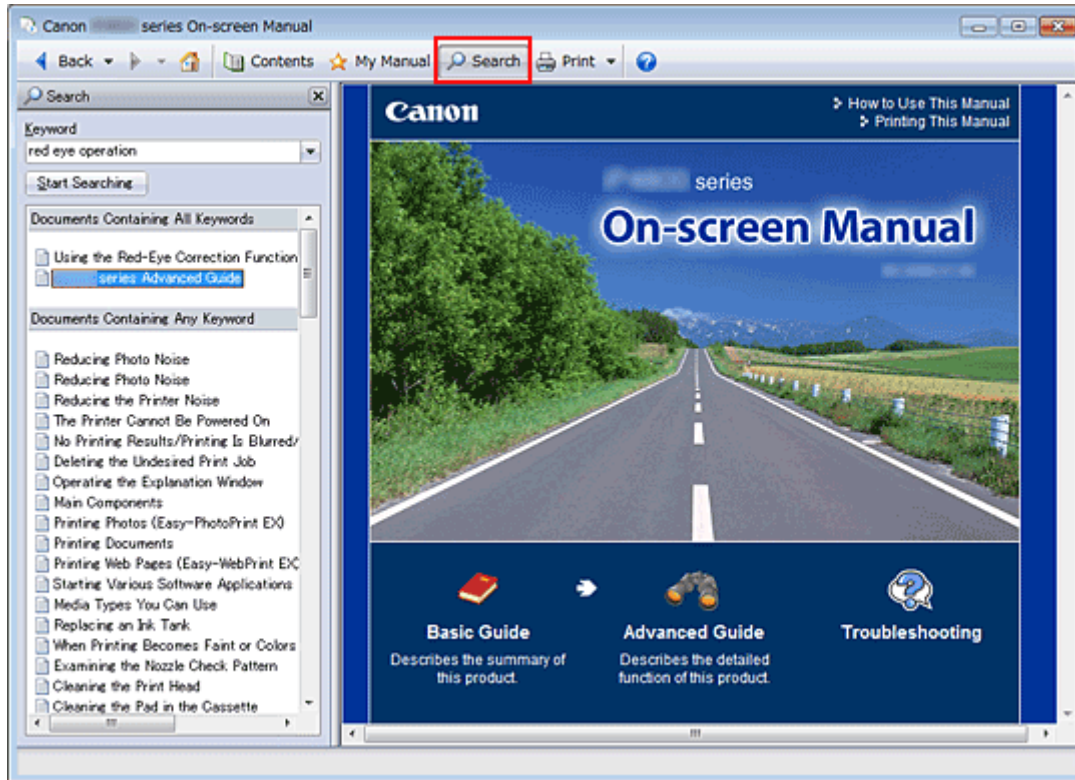 Canon series On-screen Manual
Back Contents My Manual Search Print
Search
Keyword
red eye operation
Start Searching
Documents Containing All Keywords
Using the Red-Eye Correction Function
series Advanced Guide
Documents Containing Any Keyword
Reducing Photo Noise
Reducing Photo Noise
Reducing the Printer Noise
The Printer Cannot Be Powered On
No Printing Results/Printing Is Blurred/
Deleting the Undesired Print Job
Operating the Explanation Window
Main Components
Printing Photos (Easy-PhotoPrint EX)
Printing Documents
Printing Web Pages (Easy-WebPrint EX
Starting Various Software Applications
Media Types You Can Use
Replacing an Ink Tank
When Printing Becomes Faint or Colors
Examining the Nozzle Check Pattern
Cleaning the Print Head
Cleaning the Pad in the Cassette
Canon
How to Use This Manual
Printing This Manual
series
On-screen Manual
Basic Guide
Describes the summary of
this product.
Advanced Guide
Describes the detailed
function of this product.
Troubleshooting